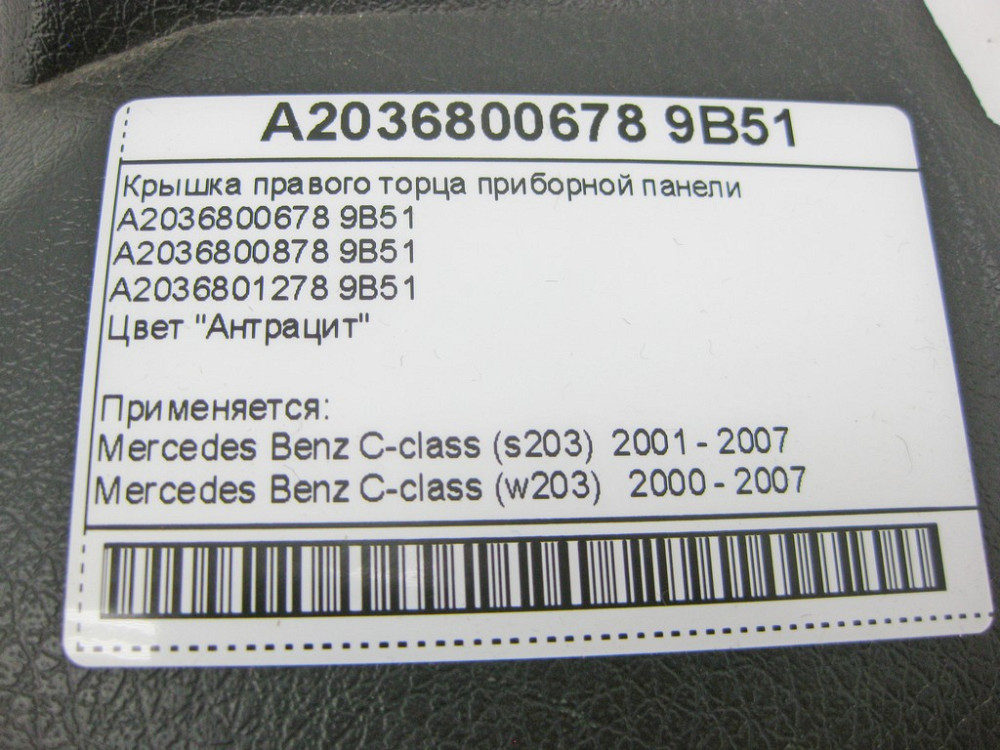 A2036800678 9B51
Крышка правого торца приборной панели
A2036800678 9B51
A2036800878 9B51
A2036801278 9B51
Цвет "Антрацит"
Применяется:
Mercedes Benz C-class (s203) 2001 - 2007
Mercedes Benz C-class (w203) 2000 - 2007